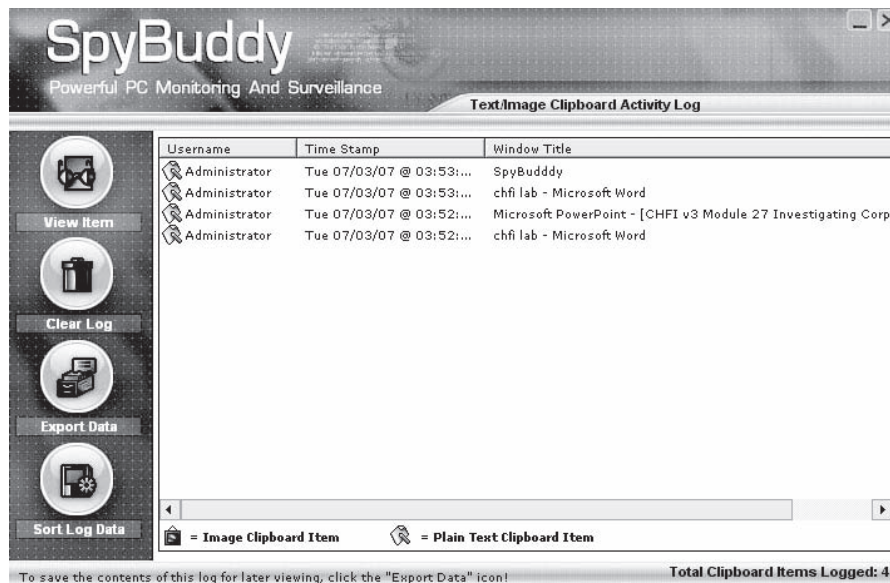 SpyBuddy
Powerful PC Monitoring And Surveillance
Text/Image Clipboard Activity Log
Username Time Stamp Window Title
Administrator Tue 07/03/07 @ 03:53:... SpyBudddy
Administrator Tue 07/03/07 @ 03:53:... chfi lab - Microsoft Word
Administrator Tue 07/03/07 @ 03:52:... Microsoft PowerPoint - [CHFI v3 Module 27 Investigating Corp
Administrator Tue 07/03/07 @ 03:52:... chfi lab - Microsoft Word
View Item
Clear Log
Export Data
Sort Log Data
= Image Clipboard Item = Plain Text Clipboard Item
To save the contents of this log for later viewing, click the "Export Data" icon!
Total Clipboard Items Logged: 4